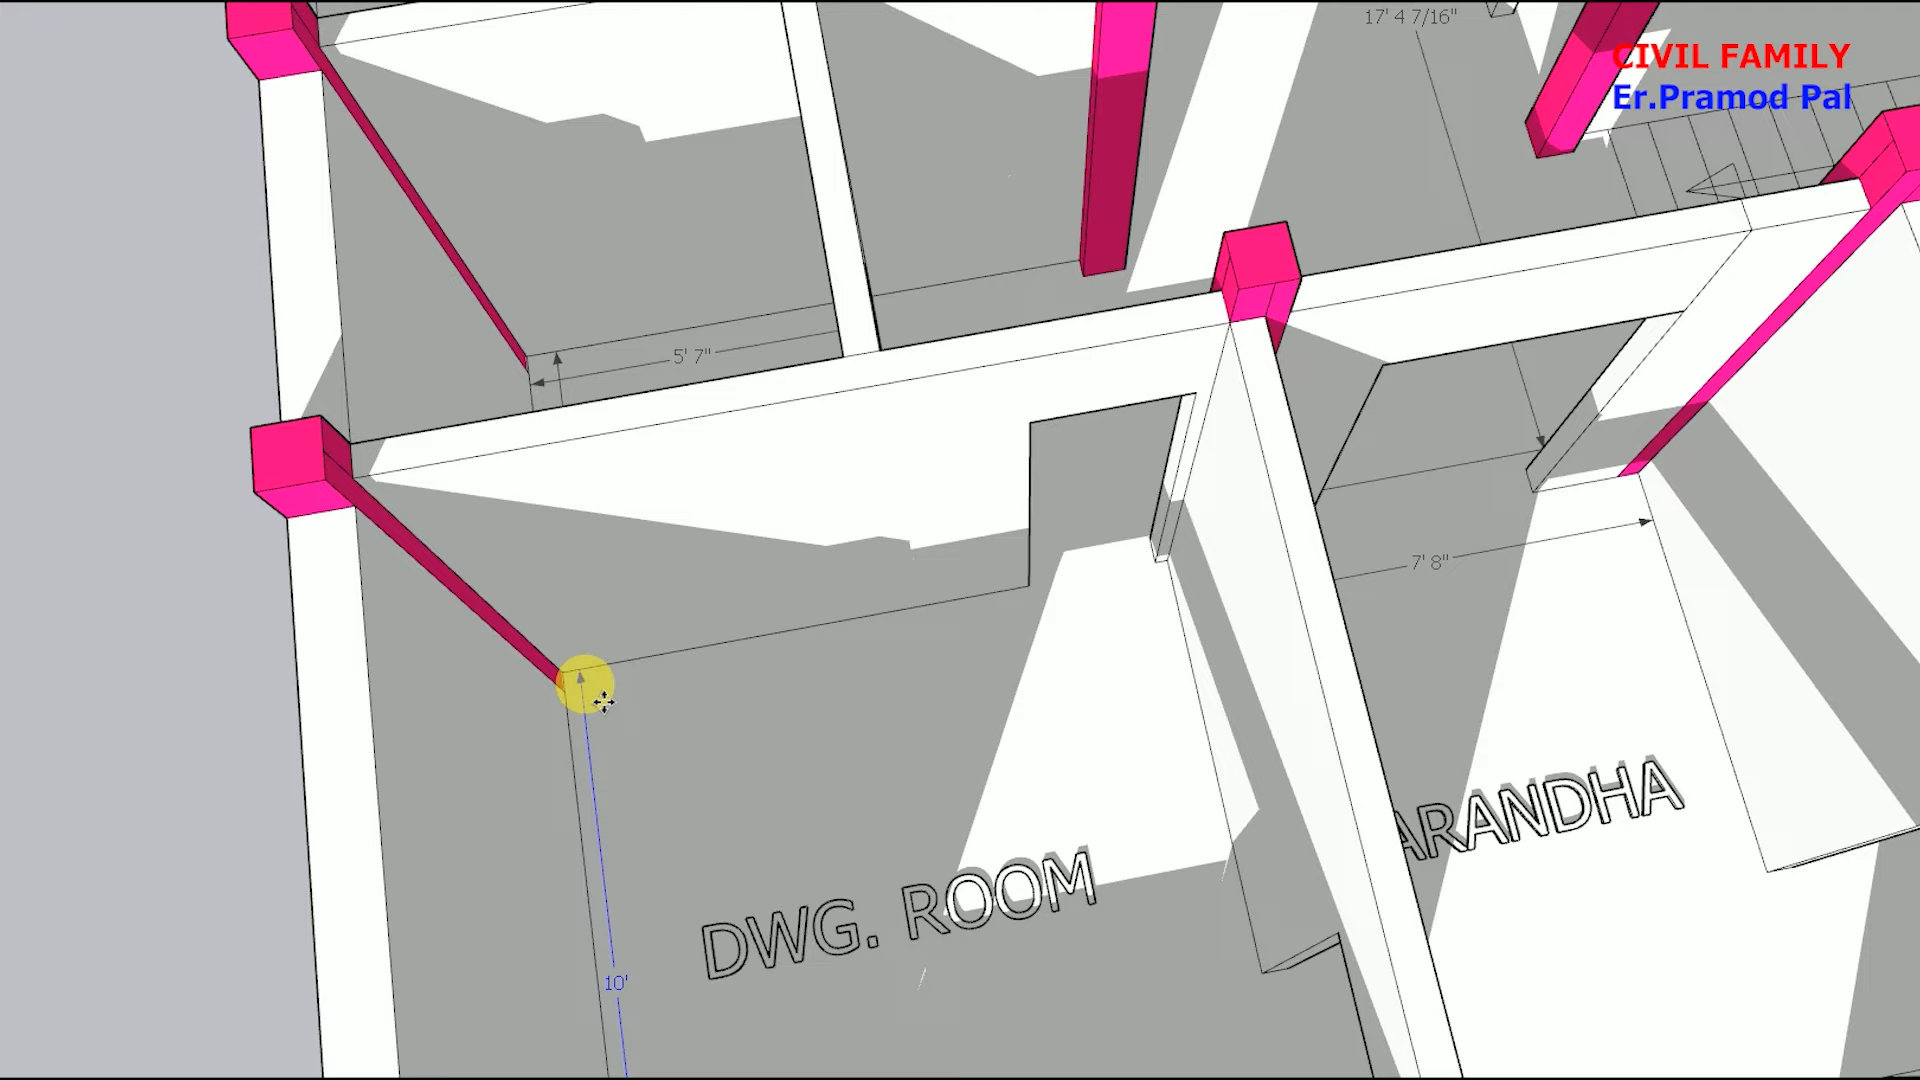 17' 4 7/16"
CIVIL FAMILY
Er.Pramod Pal
5' 7"
7' 8"
ARANDHA
DWG. ROOM
10'